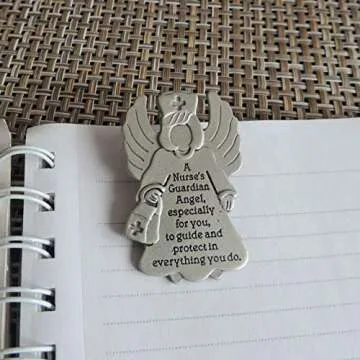 A
Nurse's
Guardian
Angel,
especially
for you,
to guide and
protect in
everything you do.